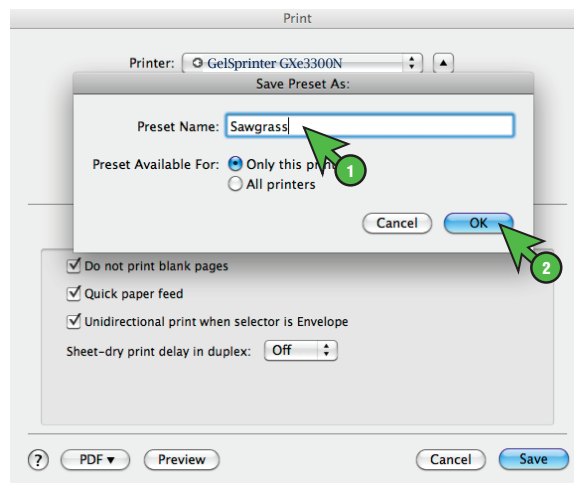 Print
Printer: GelSprinter GXe3300N
Save Preset As:
Preset Name: Sawgrass
Preset Available For: Only this
1
All printers
Cancel OK
2
Do not print blank pages
Quick paper feed
Unidirectional print when selector is Envelope
Sheet-dry print delay in duplex: Off
? PDF▼ Preview Cancel Save